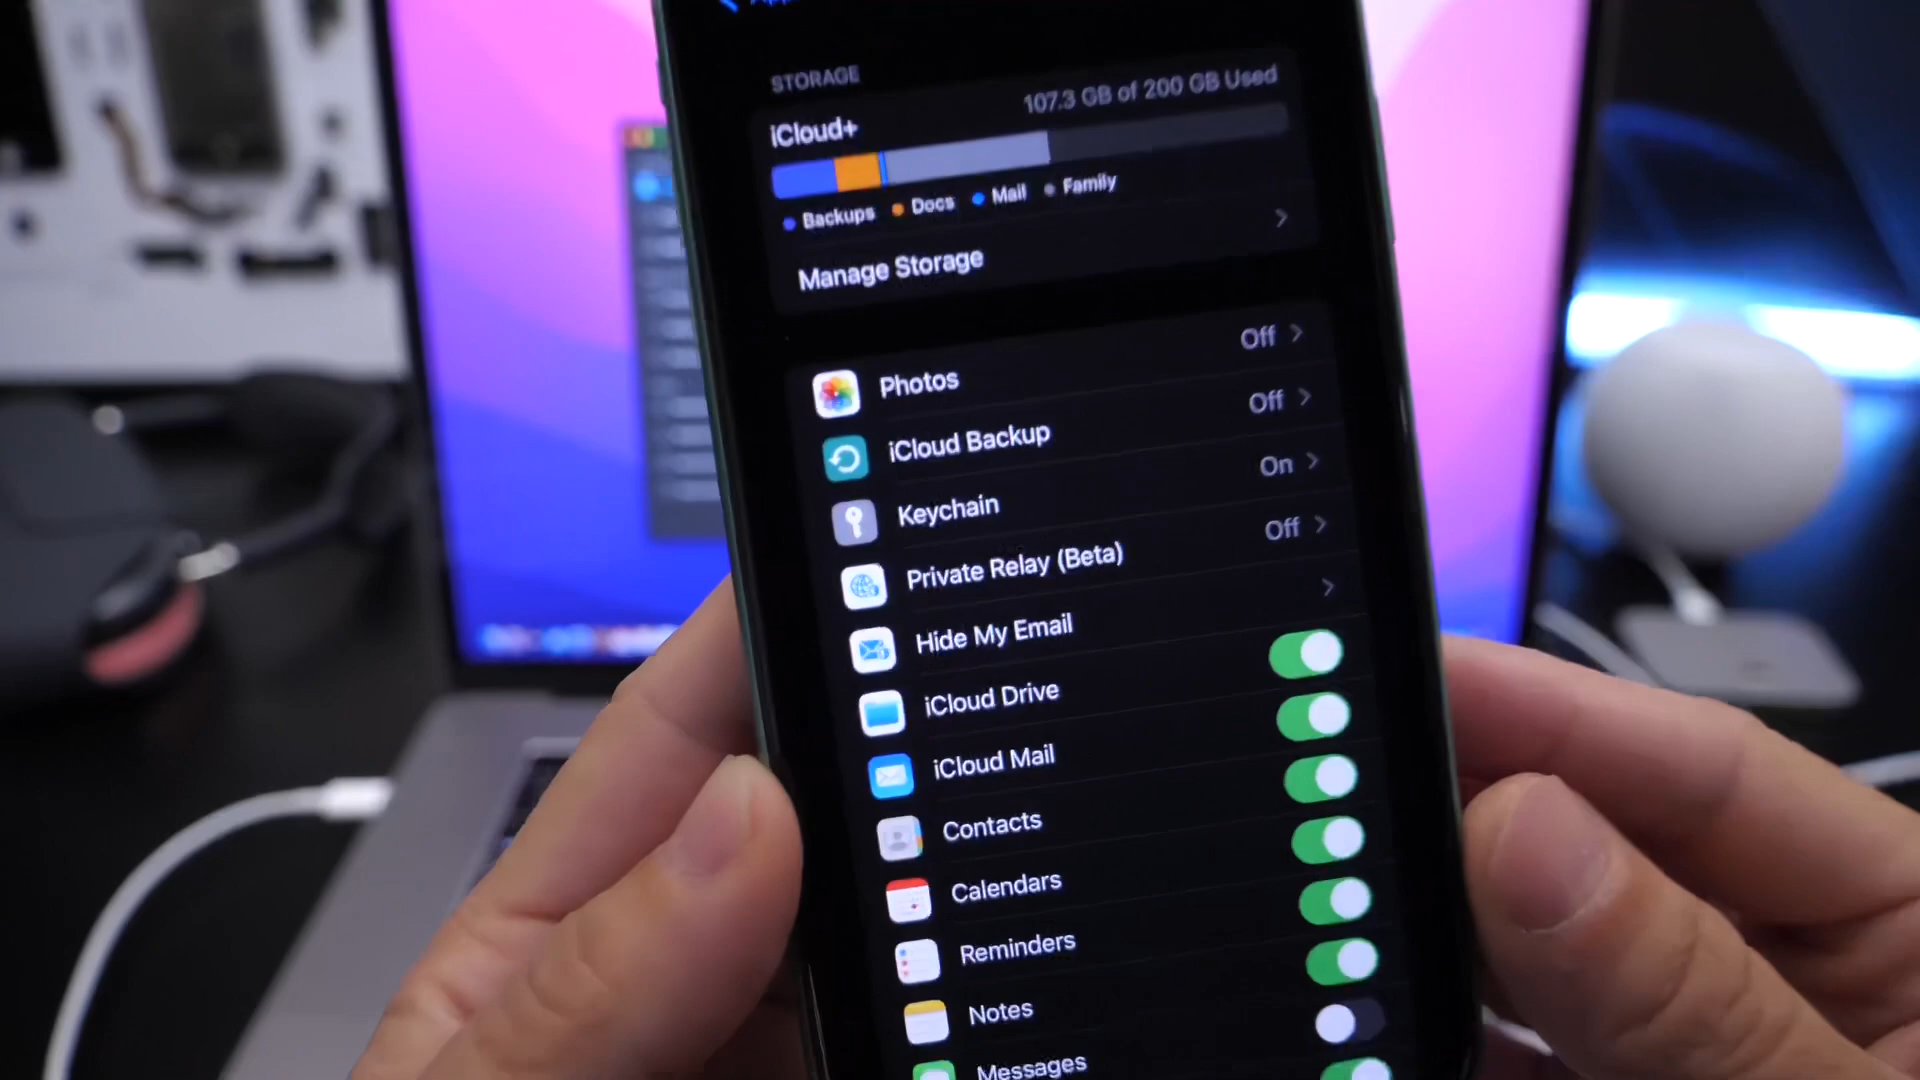 STORAGE
iCloud+
107.3 GB of 200 GB Used
Backups Docs Mail Family
Manage Storage
Photos Off
iCloud Backup Off
Keychain On
Private Relay (Beta) Off
Hide My Email
iCloud Drive
iCloud Mail
Contacts
Calendars
Reminders
Notes
Messages